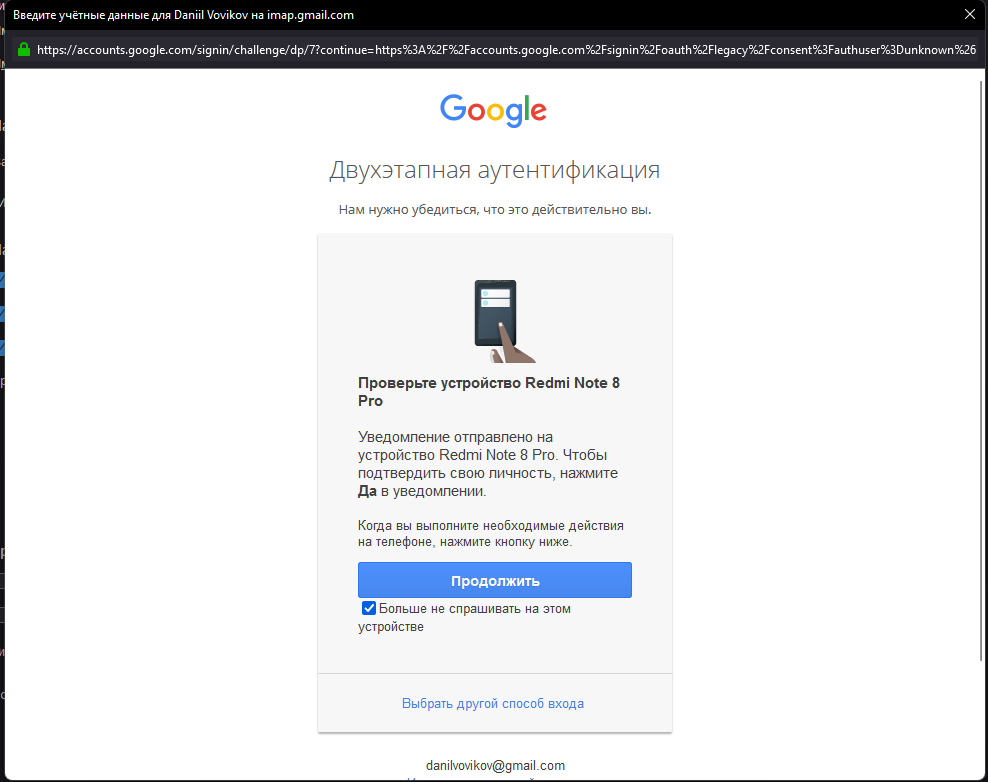 Введите учётные данные для Daniil Vovikov на imap.gmail.com
https://accounts.google.com/signin/challenge/dp/7?continue=https%3A%2F%2Faccounts.google.com%2Fsignin%2Foauth%2Flegacy%2Fconsent%3Fauthuser%3Dunknown%26
Google
Двухэтапная аутентификация
Нам нужно убедиться, что это действительно вы.
Проверьте устройство Redmi Note 8
Pro
Уведомление отправлено на
устройство Redmi Note 8 Pro. Чтобы
подтвердить свою личность, нажмите
Да в уведомлении.
Когда вы выполните необходимые действия
на телефоне, нажмите кнопку ниже.
Продолжить
Больше не спрашивать на этом
устройстве
Выбрать другой способ входа
danilvovikov@gmail.com